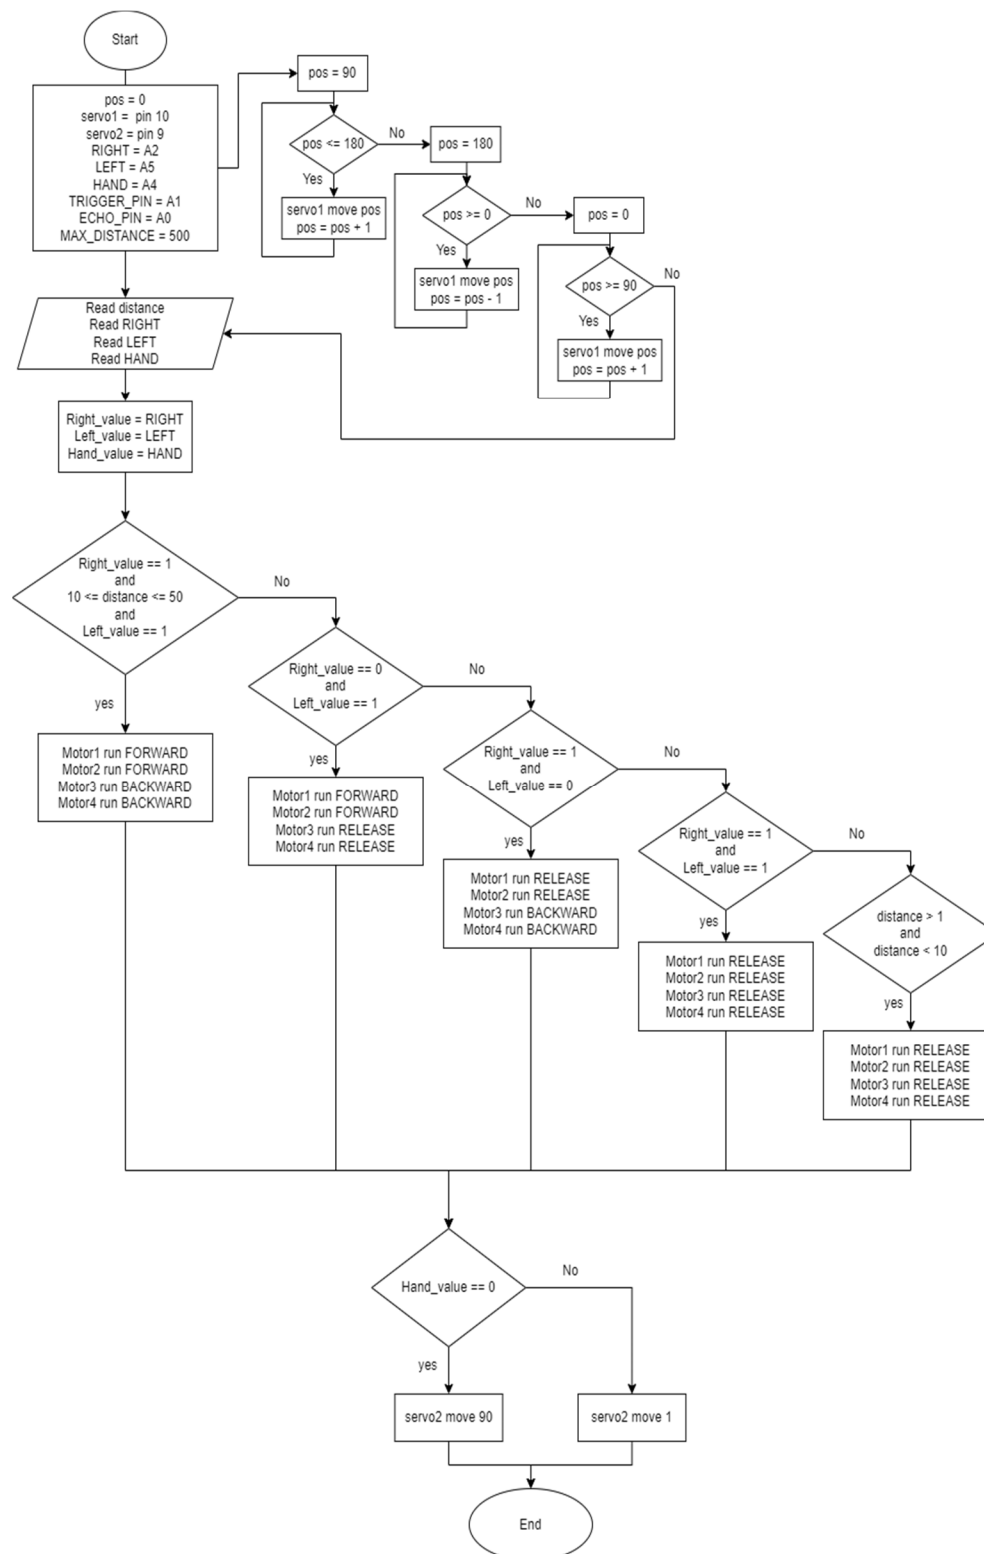 Start
pos = 0
servo1 = pin 10
servo2 = pin 9
RIGHT = A2
LEFT = A5
HAND = A4
TRIGGER_PIN = A1
ECHO_PIN = A0
MAX_DISTANCE = 500
pos = 90
pos <= 180
No
Yes
servo1 move pos
pos = pos + 1
pos = 180
pos >= 0
No
Yes
servo1 move pos
pos = pos - 1
pos = 0
pos >= 90
No
Yes
servo1 move pos
pos = pos + 1
Read distance
Read RIGHT
Read LEFT
Read HAND
Right_value = RIGHT
Left_value = LEFT
Hand_value = HAND
Right_value == 1
and
10 <= distance <= 50
and
Left_value == 1
No
yes
Motor1 run FORWARD
Motor2 run FORWARD
Motor3 run BACKWARD
Motor4 run BACKWARD
Right_value == 0
and
Left_value == 1
No
yes
Motor1 run FORWARD
Motor2 run FORWARD
Motor3 run RELEASE
Motor4 run RELEASE
Right_value == 1
and
Left_value == 0
No
yes
Motor1 run RELEASE
Motor2 run RELEASE
Motor3 run BACKWARD
Motor4 run BACKWARD
Right_value == 1
and
Left_value == 1
No
yes
Motor1 run RELEASE
Motor2 run RELEASE
Motor3 run RELEASE
Motor4 run RELEASE
distance > 1
and
distance < 10
yes
Motor1 run RELEASE
Motor2 run RELEASE
Motor3 run RELEASE
Motor4 run RELEASE
Hand_value == 0
No
yes
servo2 move 90
servo2 move 1
End